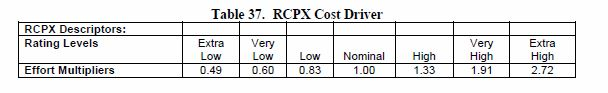 Table 37. RCPX Cost Driver
RCPX Descriptors:
Rating Levels Extra Low Very Low Low Nominal High Very High Extra High
Effort Multipliers 0.49 0.60 0.83 1.00 1.33 1.91 2.72